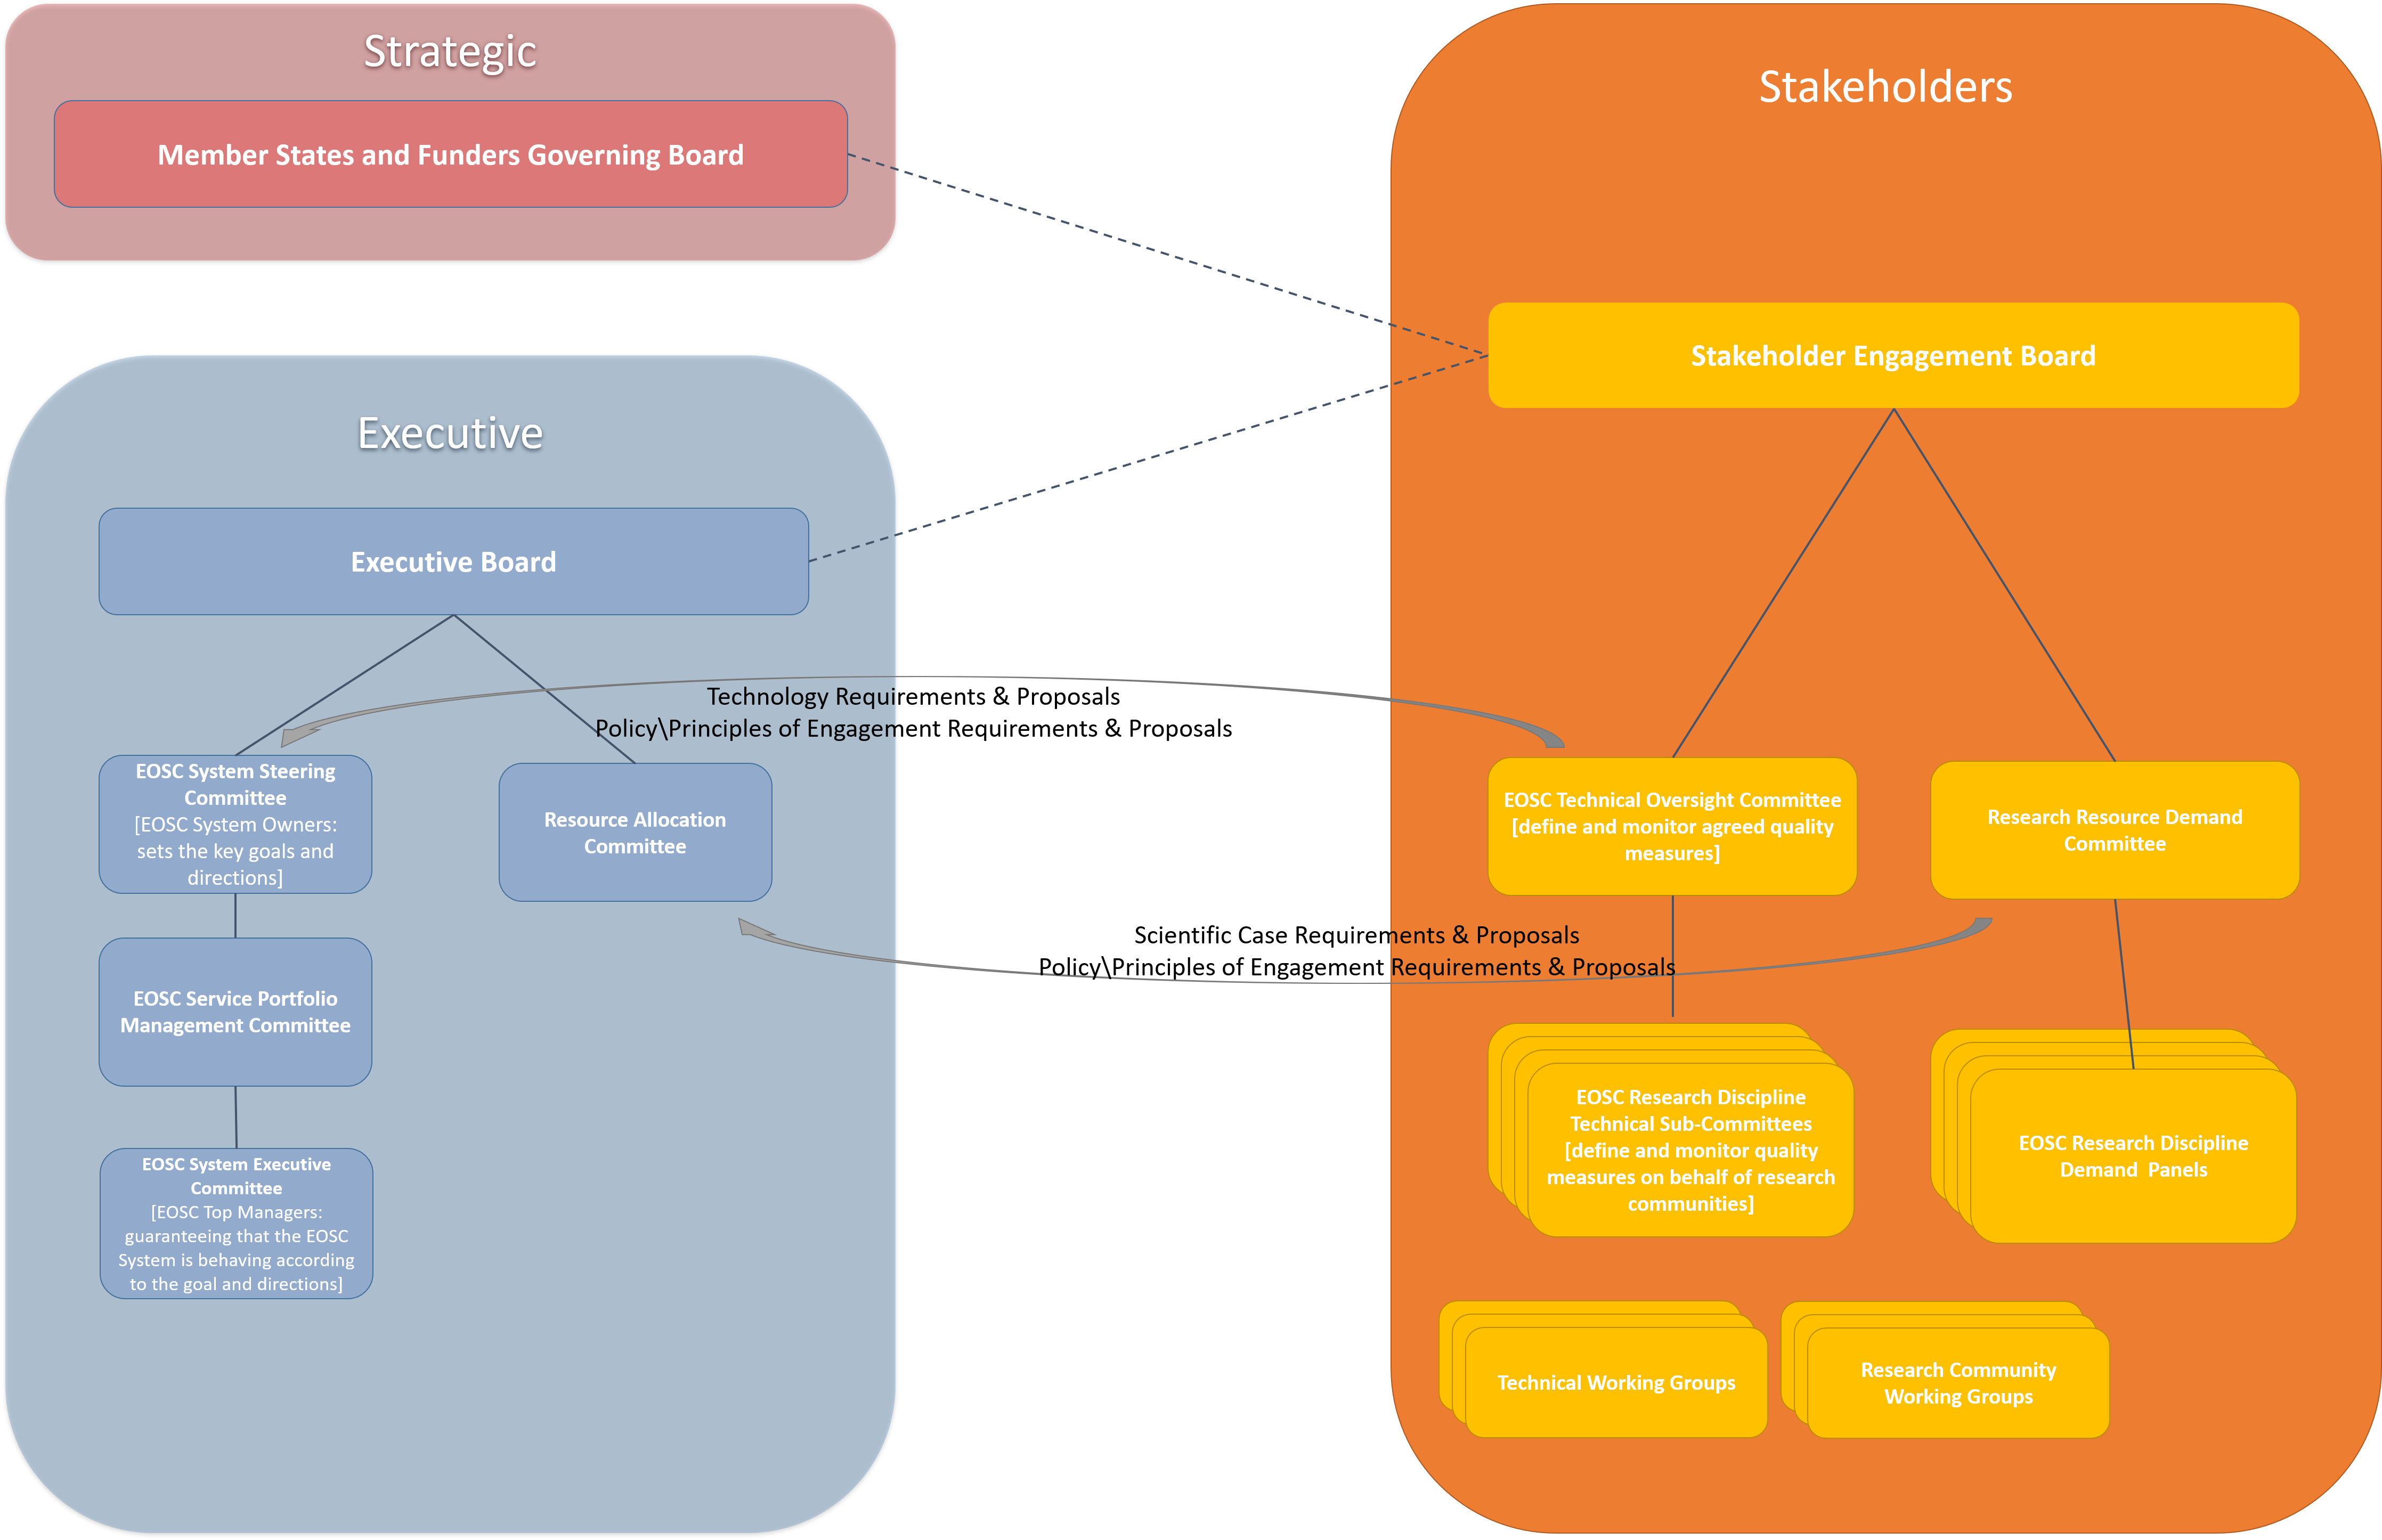 Strategic
Member States and Funders Governing Board
Executive
Executive Board
Technology Requirements & Proposals
Policy\Principles of Engagement Requirements & Proposals
EOSC System Steering
Committee
[EOSC System Owners:
sets the key goals and
directions]
Resource Allocation
Committee
EOSC Service Portfolio
Management Committee
EOSC System Executive
Committee
[EOSC Top Managers:
guaranteeing that the EOSC
System is behaving according
to the goal and directions]
Scientific Case Requirements & Proposals
Policy\Principles of Engagement Requirements & Proposals
Stakeholders
Stakeholder Engagement Board
EOSC Technical Oversight Committee
[define and monitor agreed quality
measures]
Research Resource Demand
Committee
EOSC Research Discipline
Technical Sub-Committees
[define and monitor quality
measures on behalf of research
communities]
EOSC Research Discipline
Demand  Panels
Technical Working Groups
Research Community
Working Groups